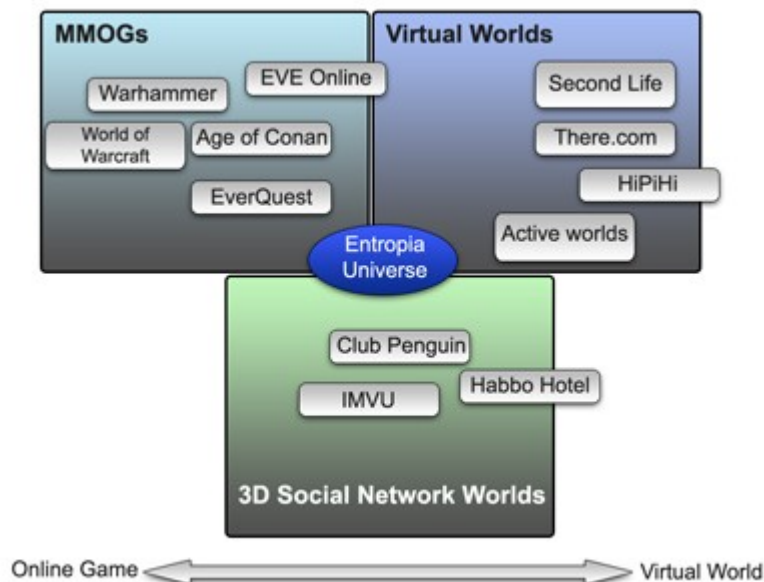 MMOGs
Virtual Worlds
EVE Online
Warhammer
World of
Warcraft
Age of Conan
EverQuest
Second Life
There.com
HiPiHi
Active worlds
Entropia
Universe
Club Penguin
Habbo Hotel
IMVU
3D Social Network Worlds
Online Game
Virtual World